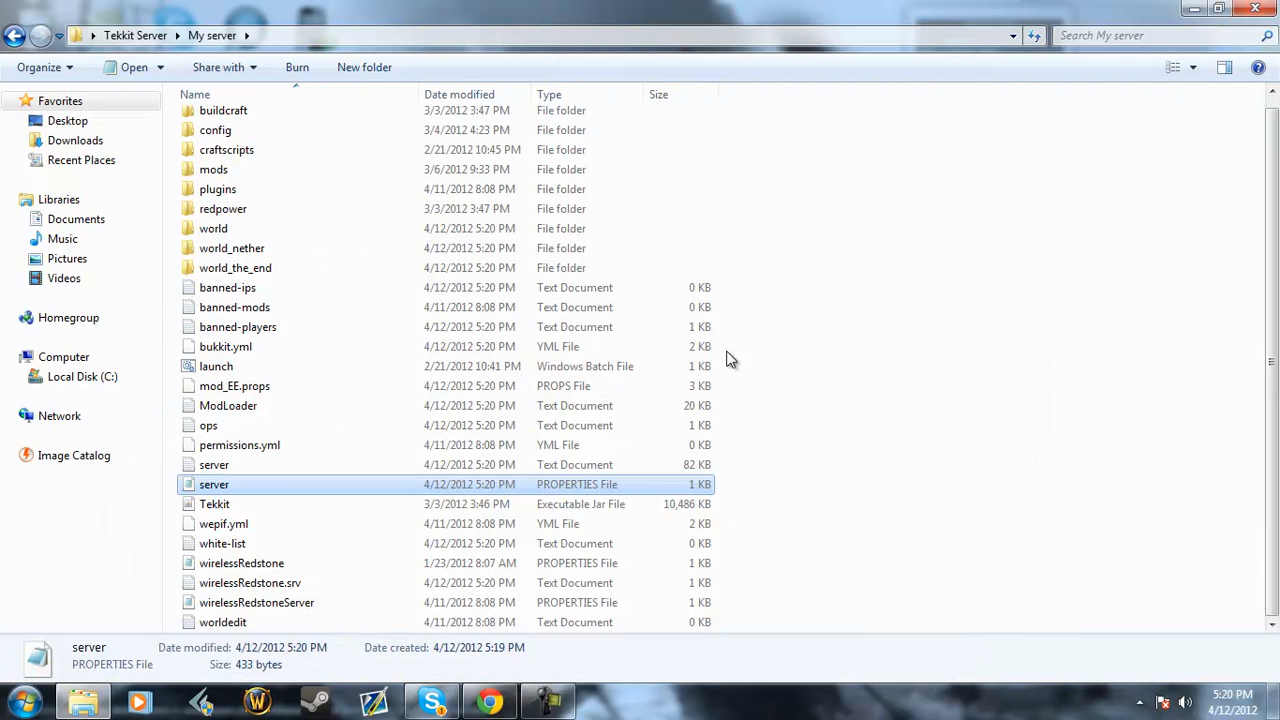 Tekkit Server My server Search My server
Organize Open Share with Burn New folder
Name Date modified Type Size
Favorites
Desktop
Downloads
Recent Places
Libraries
Documents
Music
Pictures
Videos
Homegroup
Computer
Local Disk (C:)
Network
Image Catalog
buildcraft 3/3/2012 3:47 PM File folder
config 3/4/2012 4:23 PM File folder
craftscripts 2/21/2012 10:45 PM File folder
mods 3/6/2012 9:33 PM File folder
plugins 4/11/2012 8:08 PM File folder
redpower 3/3/2012 3:47 PM File folder
world 4/12/2012 5:20 PM File folder
world_nether 4/12/2012 5:20 PM File folder
world_the_end 4/12/2012 5:20 PM File folder
banned-ips 4/12/2012 5:20 PM Text Document 0 KB
banned-mods 4/11/2012 8:08 PM Text Document 0 KB
banned-players 4/12/2012 5:20 PM Text Document 1 KB
bukkit.yml 4/12/2012 5:20 PM YML File 2 KB
launch 2/21/2012 10:41 PM Windows Batch File 1 KB
mod_EE.props 4/12/2012 5:20 PM PROPS File 3 KB
ModLoader 4/12/2012 5:20 PM Text Document 20 KB
ops 4/12/2012 5:20 PM Text Document 1 KB
permissions.yml 4/11/2012 8:08 PM YML File 0 KB
server 4/12/2012 5:20 PM Text Document 82 KB
server 4/12/2012 5:20 PM PROPERTIES File 1 KB
Tekkit 3/3/2012 3:46 PM Executable Jar File 10,486 KB
wepif.yml 4/11/2012 8:08 PM YML File 2 KB
white-list 4/12/2012 5:20 PM Text Document 0 KB
wirelessRedstone 1/23/2012 8:07 AM PROPERTIES File 1 KB
wirelessRedstone.srv 4/12/2012 5:20 PM Text Document 1 KB
wirelessRedstoneServer 4/11/2012 8:08 PM PROPERTIES File 1 KB
worldedit 4/11/2012 8:08 PM Text Document 1 KB
server Date modified: 4/12/2012 5:20 PM Date created: 4/12/2012 5:19 PM
PROPERTIES File Size: 433 bytes
5:20 PM
4/12/2012